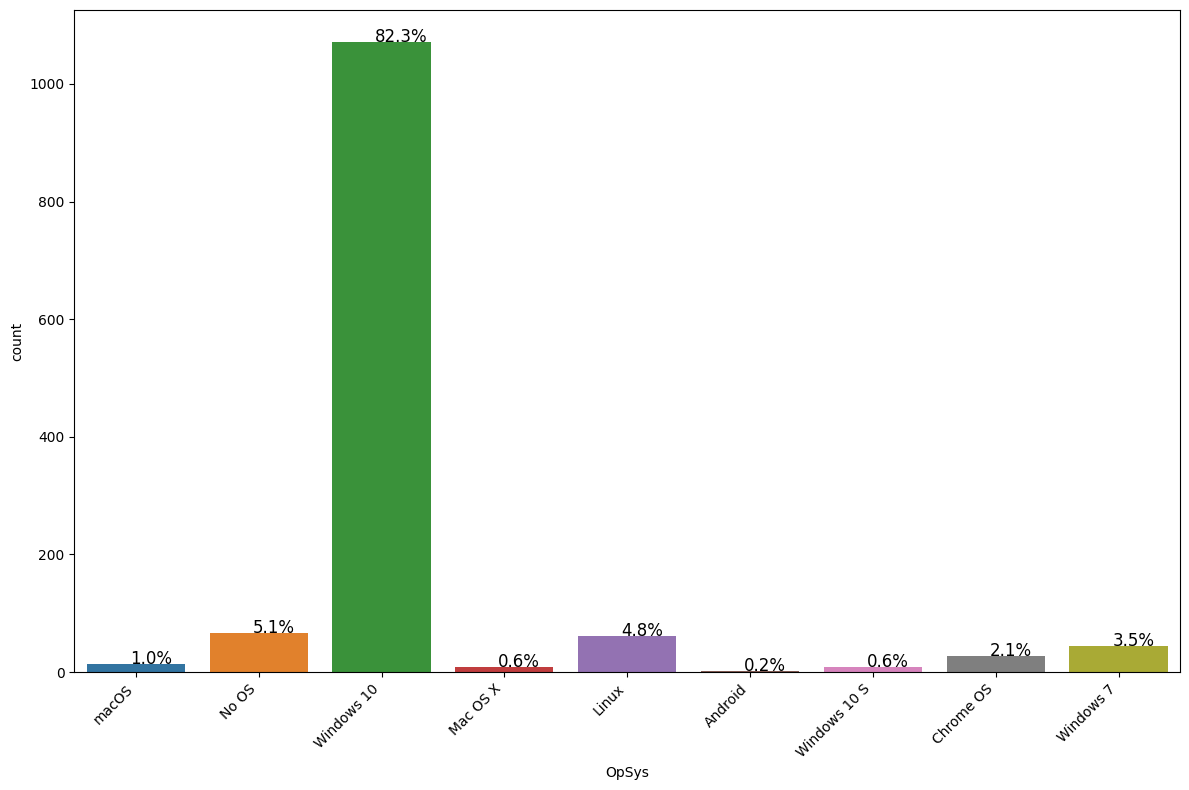 82.3%
1000
800
600
count
400
200
5.1%
4.8%
3.5%
2.1%
1.0%
0.6%
0.2%
0.6%
0
macOS
No OS
Windows 10
Mac OS X
Linux
Android
Windows 10 S
Chrome OS
Windows 7
OpSys